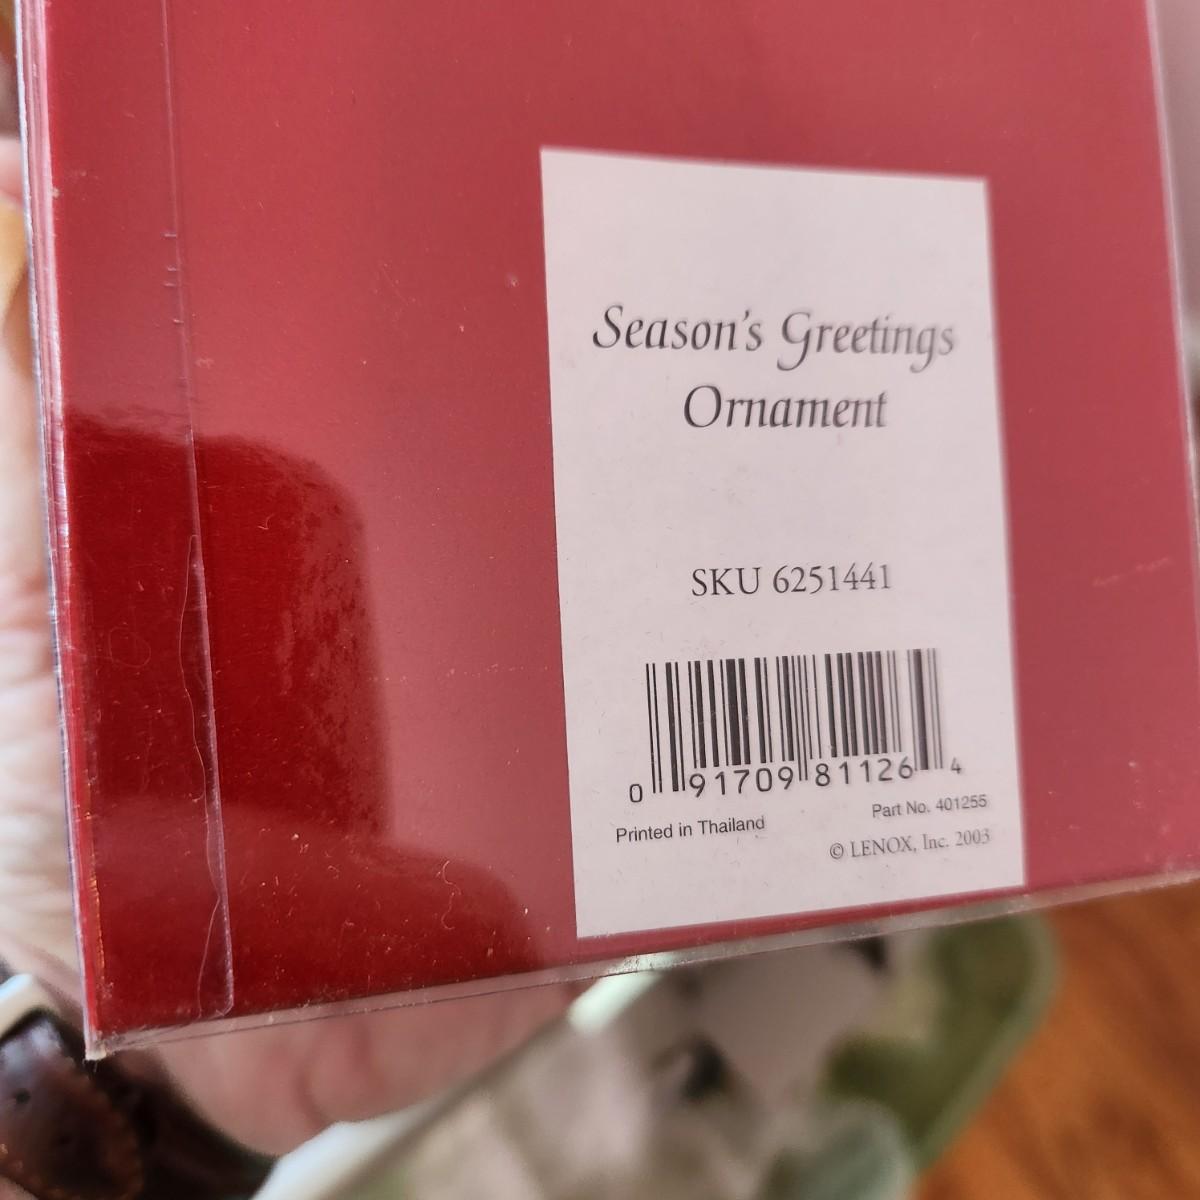 Season's Greetings
Ornament
SKU 6251441
0 91709 81126 4
Part No. 401255
Printed in Thailand
© LENOX, Inc. 2003